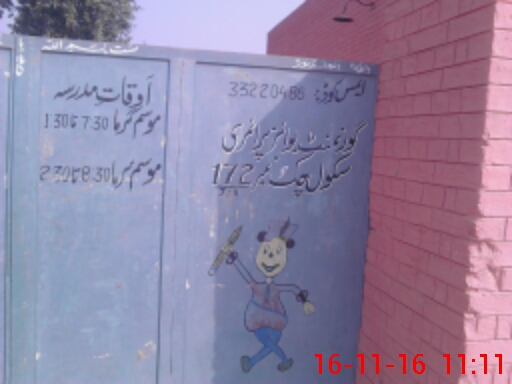 اوقات مدرسہ
موسم گرما 7:30 تا 1:30
موسم سرما 8:30 تا 2:30
ایمس کوڈ: 33220486
گورنمنٹ بوائز پرائمری
سکول چک نمبر 172
16-11-16 11:11